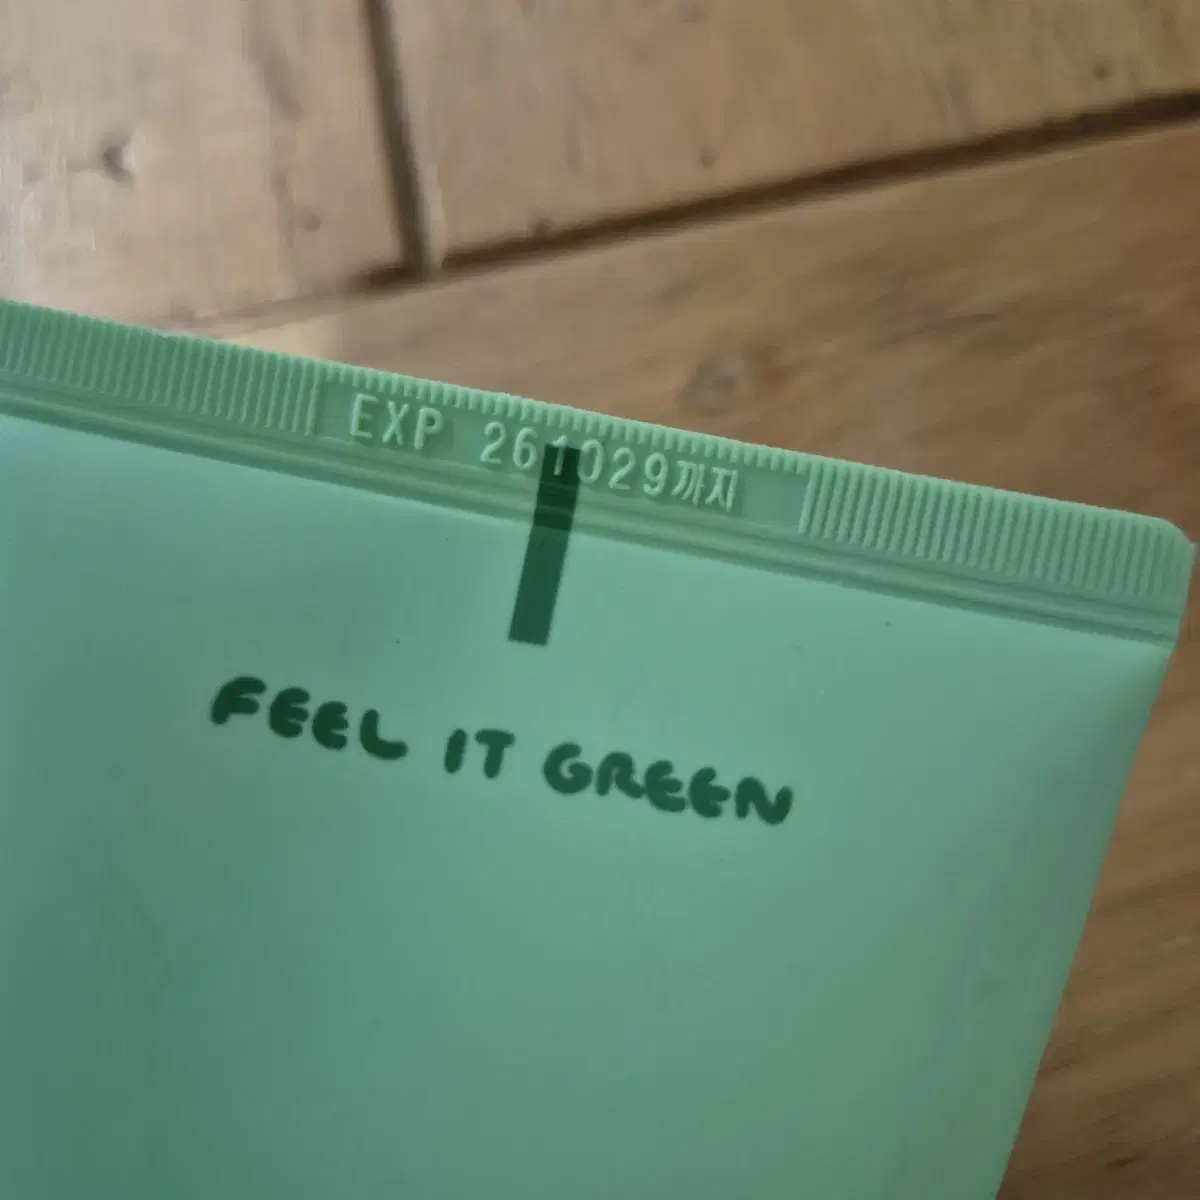 EXP 261029까지
FEEL IT GREEN